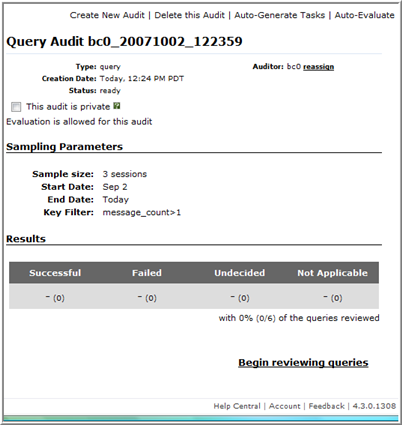 Create New Audit | Delete this Audit | Auto-Generate Tasks | Auto-Evaluate
Query Audit bc0_20071002_122359
Type: query Auditor: bc0 reassign
Creation Date: Today, 12:24 PM PDT
Status: ready
This audit is private ?
Evaluation is allowed for this audit
Sampling Parameters
Sample size: 3 sessions
Start Date: Sep 2
End Date: Today
Key Filter: message_count>1
Results
Successful Failed Undecided Not Applicable
- (0) - (0) - (0) - (0)
with 0% (0/6) of the queries reviewed
Begin reviewing queries
Help Central | Account | Feedback | 4.3.0.1308